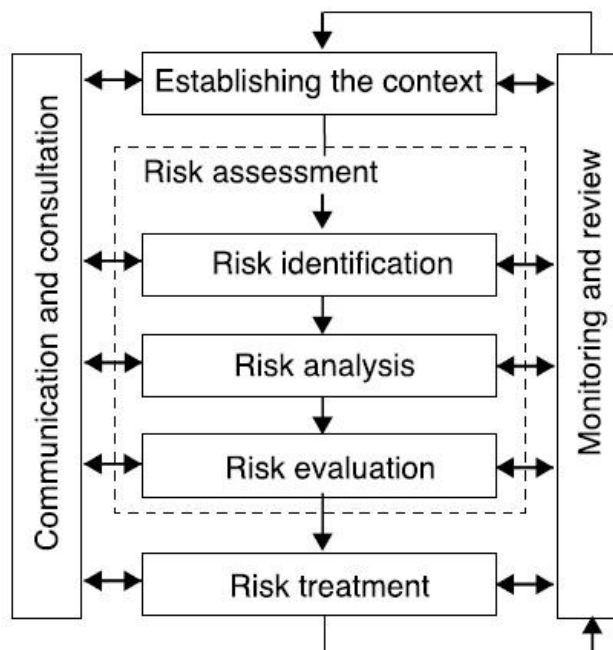 Communication and consultation
Establishing the context
Risk assessment
Risk identification
Risk analysis
Risk evaluation
Risk treatment
Monitoring and review